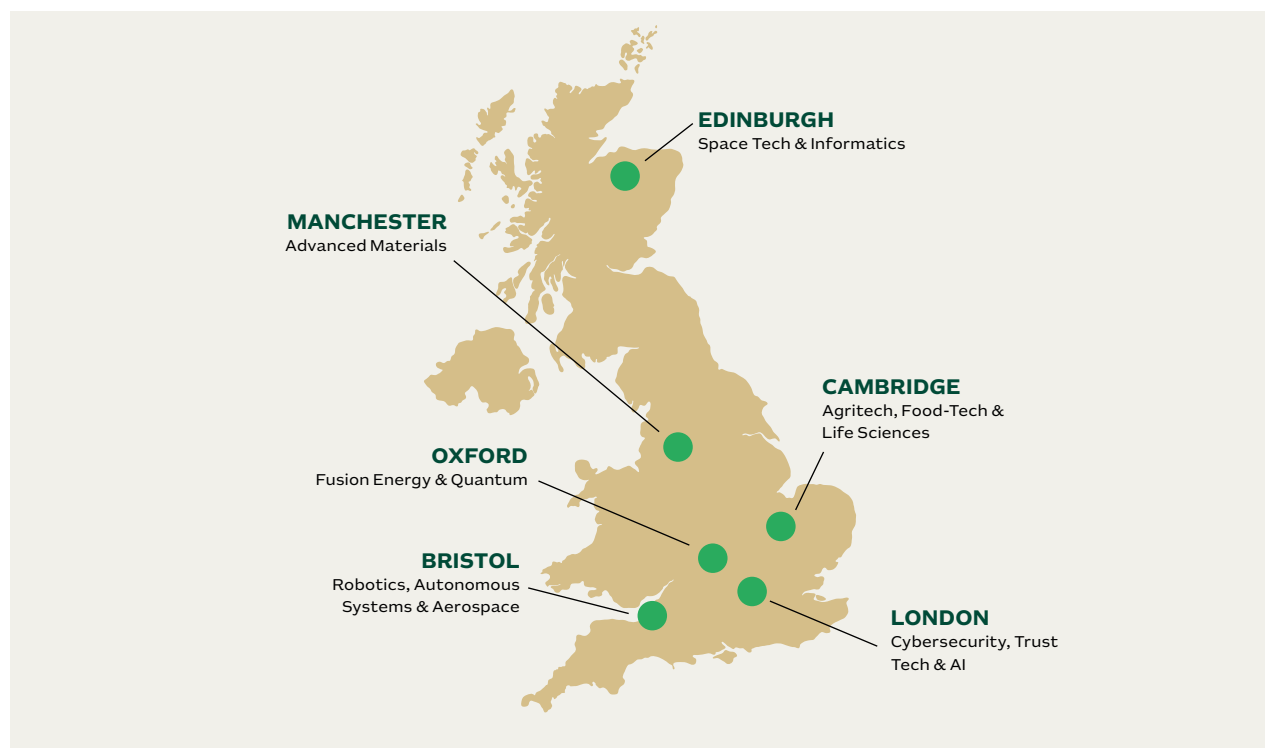 EDINBURGH
Space Tech & Informatics
MANCHESTER
Advanced Materials
CAMBRIDGE
Agritech, Food-Tech &
Life Sciences
OXFORD
Fusion Energy & Quantum
BRISTOL
Robotics, Autonomous
Systems & Aerospace
LONDON
Cybersecurity, Trust
Tech & AI